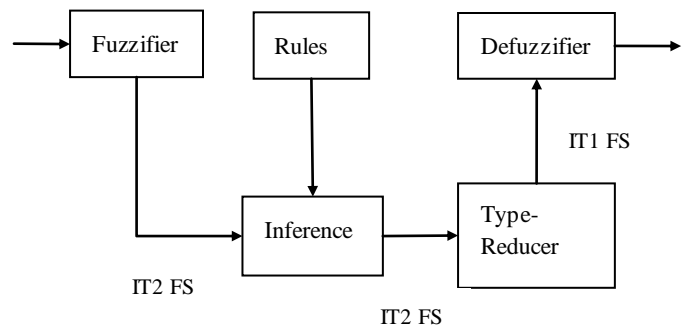 Fuzzifier
Rules
Defuzzifier
IT1 FS
Inference
Type-
Reducer
IT2 FS
IT2 FS